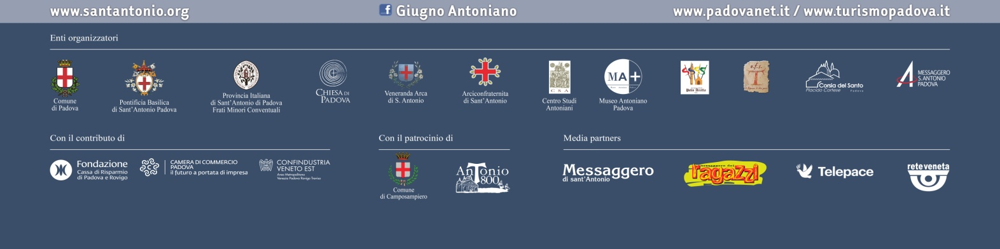 www.santantonio.org
Giugno Antoniano
www.padovanet.it / www.turismopadova.it
Enti organizzatori
Comune
di Padova
Pontificia Basilica
di Sant'Antonio Padova
Provincia Italiana
di Sant'Antonio di Padova
Frati Minori Conventuali
CHIESA DI
PADOVA
Veneranda Arca
di S. Antonio
Arciconfraternita
di Sant'Antonio
CSA
Centro Studi
Antoniani
MA+
Museo Antoniano
Padova
Palio Arcella
o.f.s.
Corsia del Santo
Placido Cortese Padova
MESSAGGERO
S. ANTONIO
PADOVA
Con il contributo di
Fondazione
Cassa di Risparmio
di Padova e Rovigo
CAMERA DI COMMERCIO
PADOVA
il futuro a portata di impresa
CONFINDUSTRIA
VENETO EST
Area Metropolitana
Venezia Padova Rovigo Treviso
Con il patrocinio di
Comune
di Camposampiero
AnTonio
800
Media partners
Messaggero
di sant'Antonio
messaggero dei
ragazzi
Telepace
reteveneta